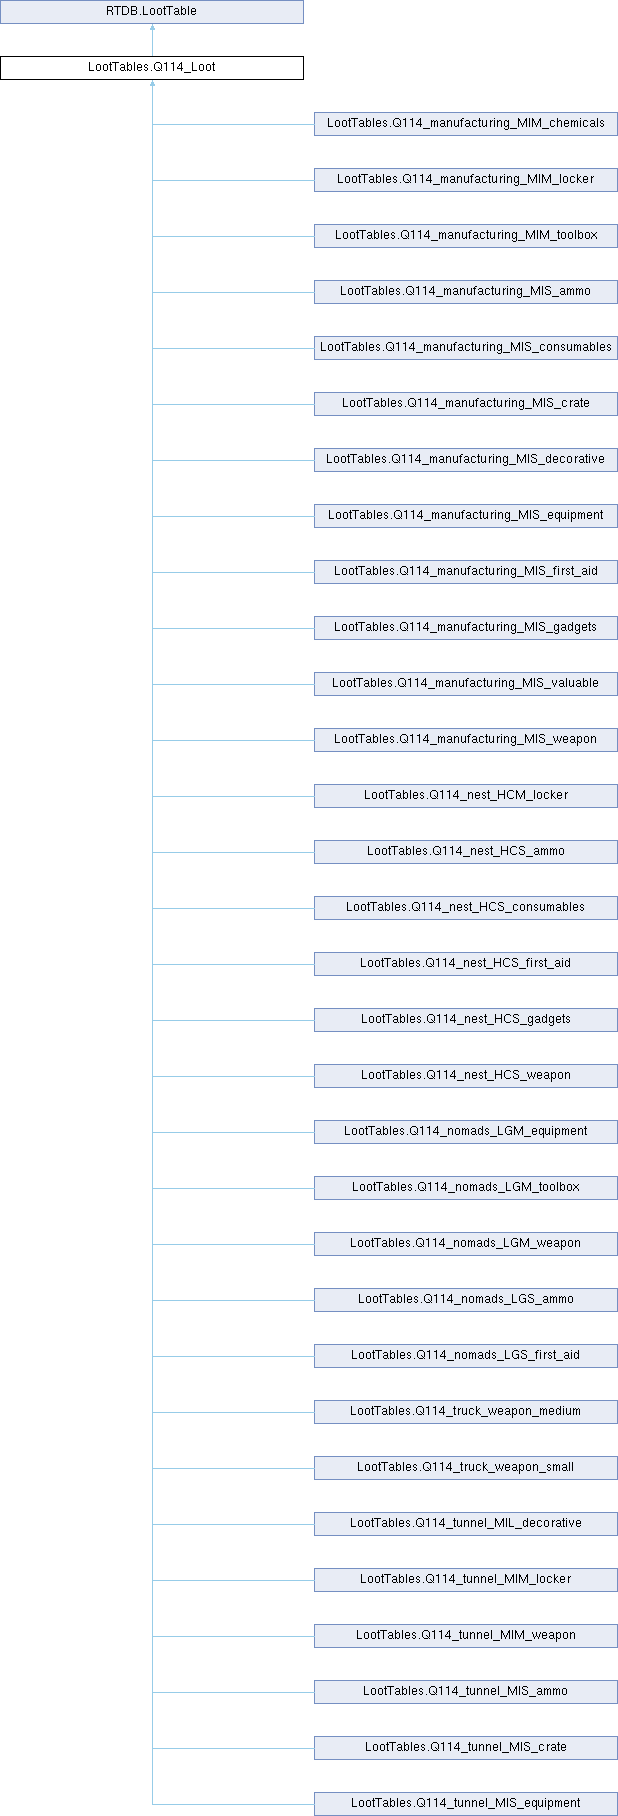 RTDB.LootTable
LootTables.Q114_Loot
LootTables.Q114_manufacturing_MIM_chemicals
LootTables.Q114_manufacturing_MIM_locker
LootTables.Q114_manufacturing_MIM_toolbox
LootTables.Q114_manufacturing_MIS_ammo
LootTables.Q114_manufacturing_MIS_consumables
LootTables.Q114_manufacturing_MIS_crate
LootTables.Q114_manufacturing_MIS_decorative
LootTables.Q114_manufacturing_MIS_equipment
LootTables.Q114_manufacturing_MIS_first_aid
LootTables.Q114_manufacturing_MIS_gadgets
LootTables.Q114_manufacturing_MIS_valuable
LootTables.Q114_manufacturing_MIS_weapon
LootTables.Q114_nest_HCM_locker
LootTables.Q114_nest_HCS_ammo
LootTables.Q114_nest_HCS_consumables
LootTables.Q114_nest_HCS_first_aid
LootTables.Q114_nest_HCS_gadgets
LootTables.Q114_nest_HCS_weapon
LootTables.Q114_nomads_LGM_equipment
LootTables.Q114_nomads_LGM_toolbox
LootTables.Q114_nomads_LGM_weapon
LootTables.Q114_nomads_LGS_ammo
LootTables.Q114_nomads_LGS_first_aid
LootTables.Q114_truck_weapon_medium
LootTables.Q114_truck_weapon_small
LootTables.Q114_tunnel_MIL_decorative
LootTables.Q114_tunnel_MIM_locker
LootTables.Q114_tunnel_MIM_weapon
LootTables.Q114_tunnel_MIS_ammo
LootTables.Q114_tunnel_MIS_crate
LootTables.Q114_tunnel_MIS_equipment